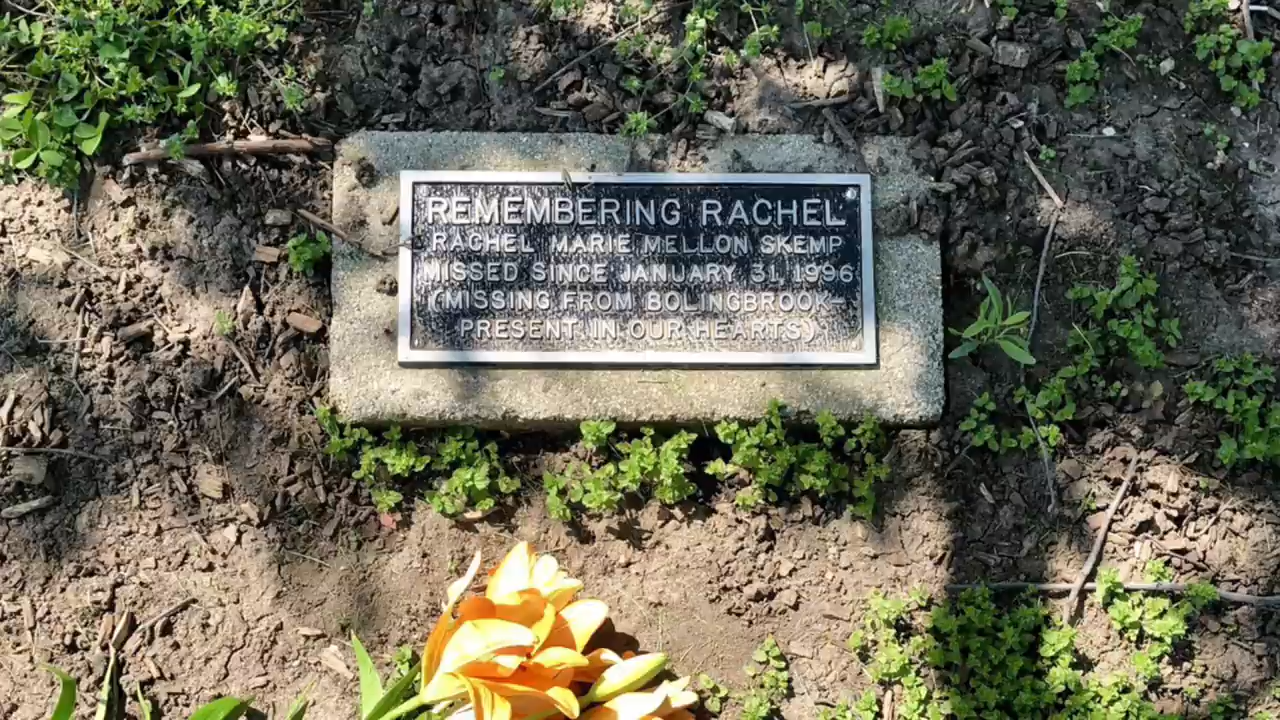 REMEMBERING RACHEL
RACHEL MARIE MELLON SKEMP
MISSED SINCE JANUARY 31, 1996
(MISSING FROM BOLINGBROOK-
PRESENT IN OUR HEARTS)